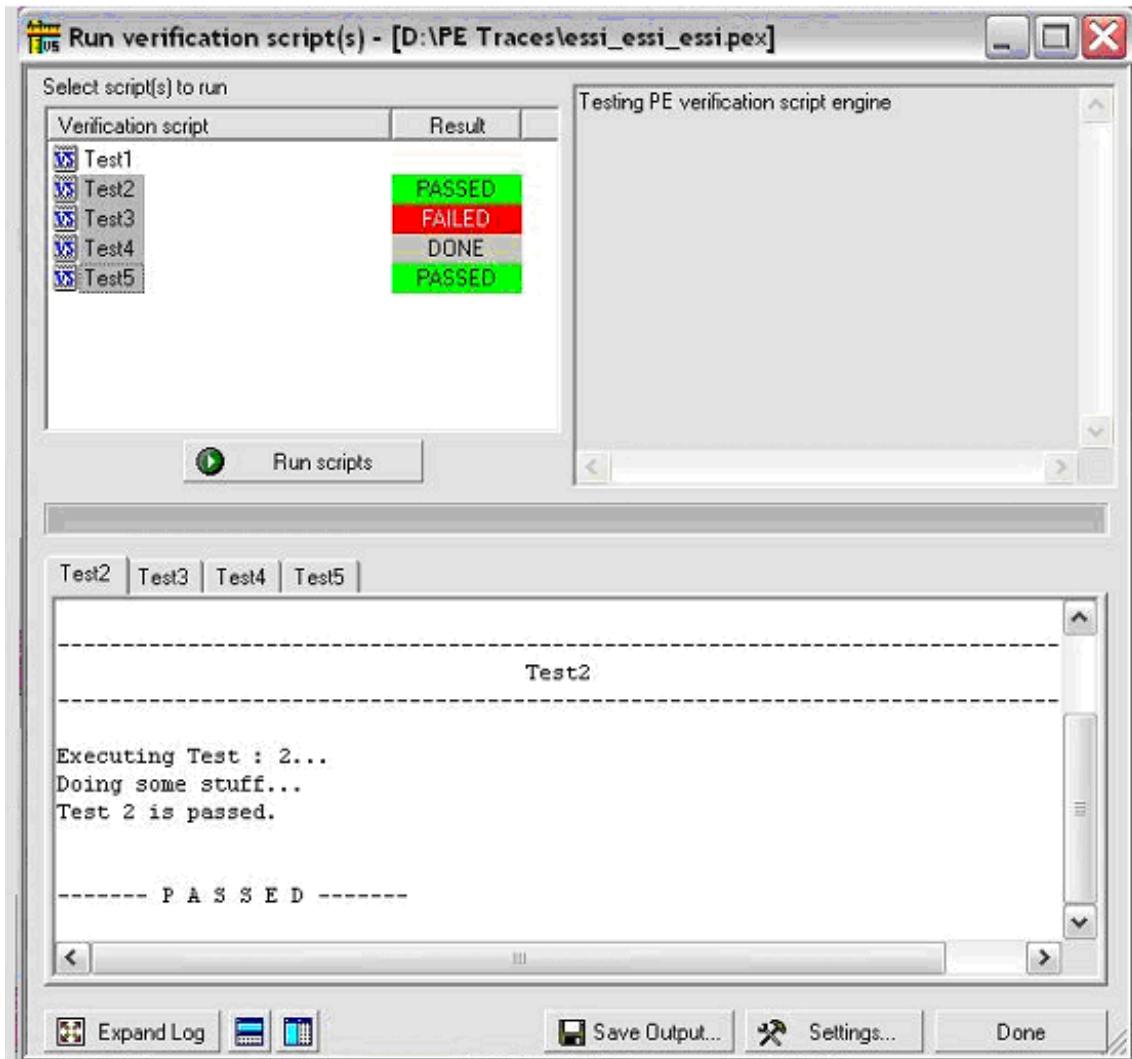 Run verification script(s) - [D:\PE Traces\essi_essi_essi.pex]
Select script(s) to run
Verification script Result
Test1
Test2 PASSED
Test3 FAILED
Test4 DONE
Test5 PASSED
Testing PE verification script engine
Run scripts
Test2 Test3 Test4 Test5
--------------------------------------------------------------------------------
Test2
--------------------------------------------------------------------------------
Executing Test : 2...
Doing some stuff...
Test 2 is passed.
------- P A S S E D -------
Expand Log Save Output... Settings... Done